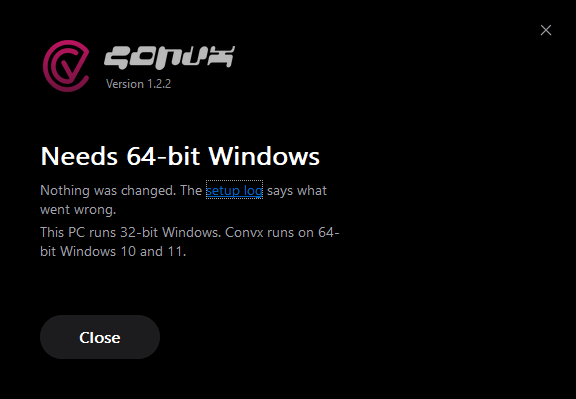 convx
Version 1.2.2
Needs 64-bit Windows
Nothing was changed. The setup log says what
went wrong.
This PC runs 32-bit Windows. Convx runs on 64-
bit Windows 10 and 11.
Close